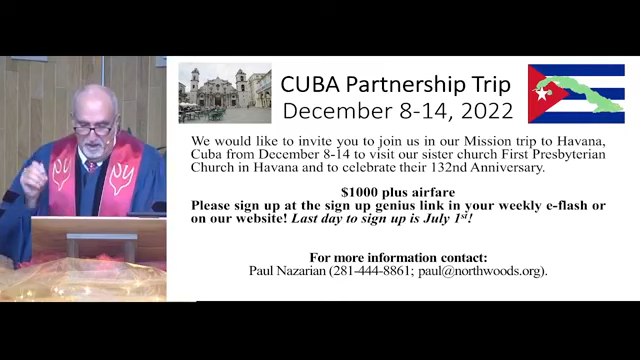 CUBA Partnership Trip
December 8-14, 2022
We would like to invite you to join us in our Mission trip to Havana,
Cuba from December 8-14 to visit our sister church First Presbyterian
Church in Havana and to celebrate their 132nd Anniversary.
$1000 plus airfare
Please sign up at the sign up genius link in your weekly e-flash or
on our website! Last day to sign up is July 1st!
For more information contact:
Paul Nazarian (281-444-8861; paul@northwoods.org).